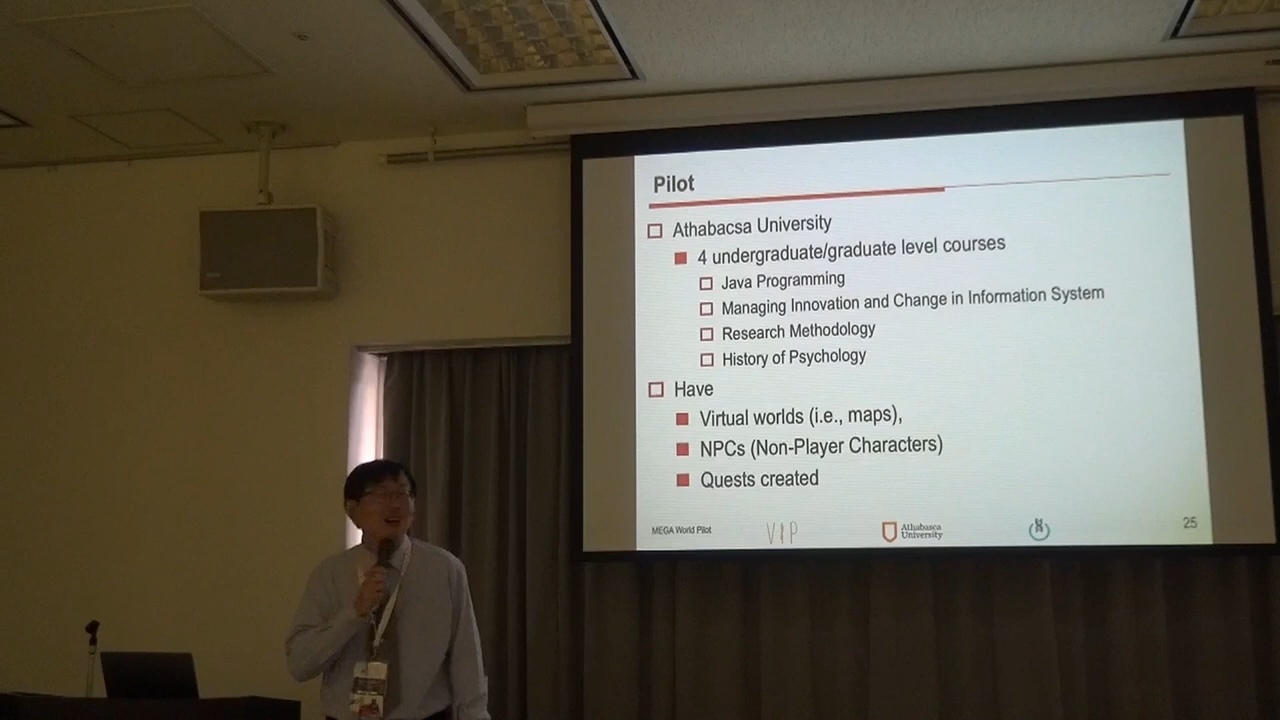 Pilot
Athabacsa University
4 undergraduate/graduate level courses
Java Programming
Managing Innovation and Change in Information System
Research Methodology
History of Psychology
Have
Virtual worlds (i.e., maps),
NPCs (Non-Player Characters)
Quests created
MEGA World Pilot
VIP
Athabasca
University
25